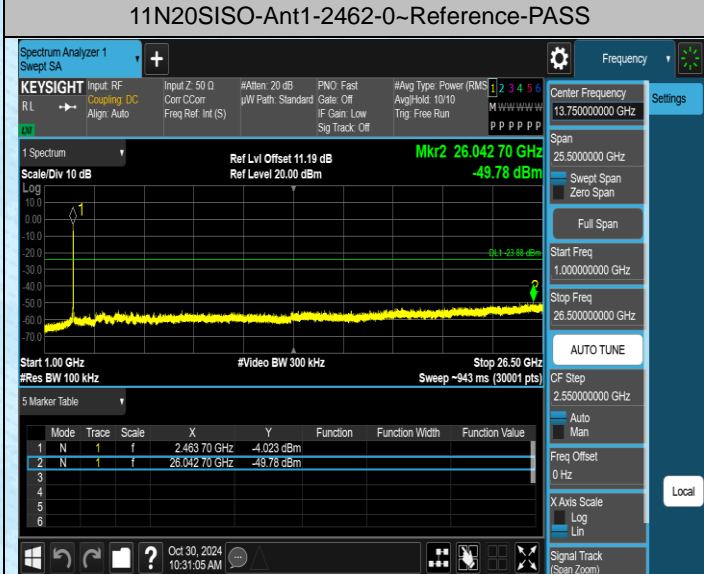 11N20SISO-Ant1-2462-0~Reference-PASS
Spectrum Analyzer 1
Swept SA
Frequency
KEYSIGHT
RL
LXI
Input: RF
Coupling: DC
Align: Auto
Input Z: 50 Ω
Corr CCorr
Freq Ref: Int (S)
#Atten: 20 dB
µW Path: Standard
PNO: Fast
Gate: Off
IF Gain: Low
Sig Track: Off
#Avg Type: Power (RMS
Avg|Hold: 10/10
Trig: Free Run
1 2 3 4 5 6
M W W W W W
P P P P P P
1 Spectrum
Scale/Div 10 dB
Ref Lvl Offset 11.19 dB
Ref Level 20.00 dBm
Mkr2 26.042 70 GHz
-49.78 dBm
Log
10.0
0.00
-10.0
-20.0
-30.0
-40.0
-50.0
-60.0
-70.0
1
DL1 -23.88 dBm
2
Start 1.00 GHz
#Res BW 100 kHz
#Video BW 300 kHz
Stop 26.50 GHz
Sweep ~943 ms (30001 pts)
5 Marker Table
Mode Trace Scale X Y Function Function Width Function Value
1 N 1 f 2.463 70 GHz -4.023 dBm
2 N 1 f 26.042 70 GHz -49.78 dBm
3
4
5
6
Oct 30, 2024
10:31:05 AM
Center Frequency
13.750000000 GHz
Settings
Span
25.5000000 GHz
Swept Span
Zero Span
Full Span
Start Freq
1.000000000 GHz
Stop Freq
26.500000000 GHz
AUTO TUNE
CF Step
2.550000000 GHz
Auto
Man
Freq Offset
0 Hz
X Axis Scale
Log
Lin
Local
Signal Track
(Span Zoom)